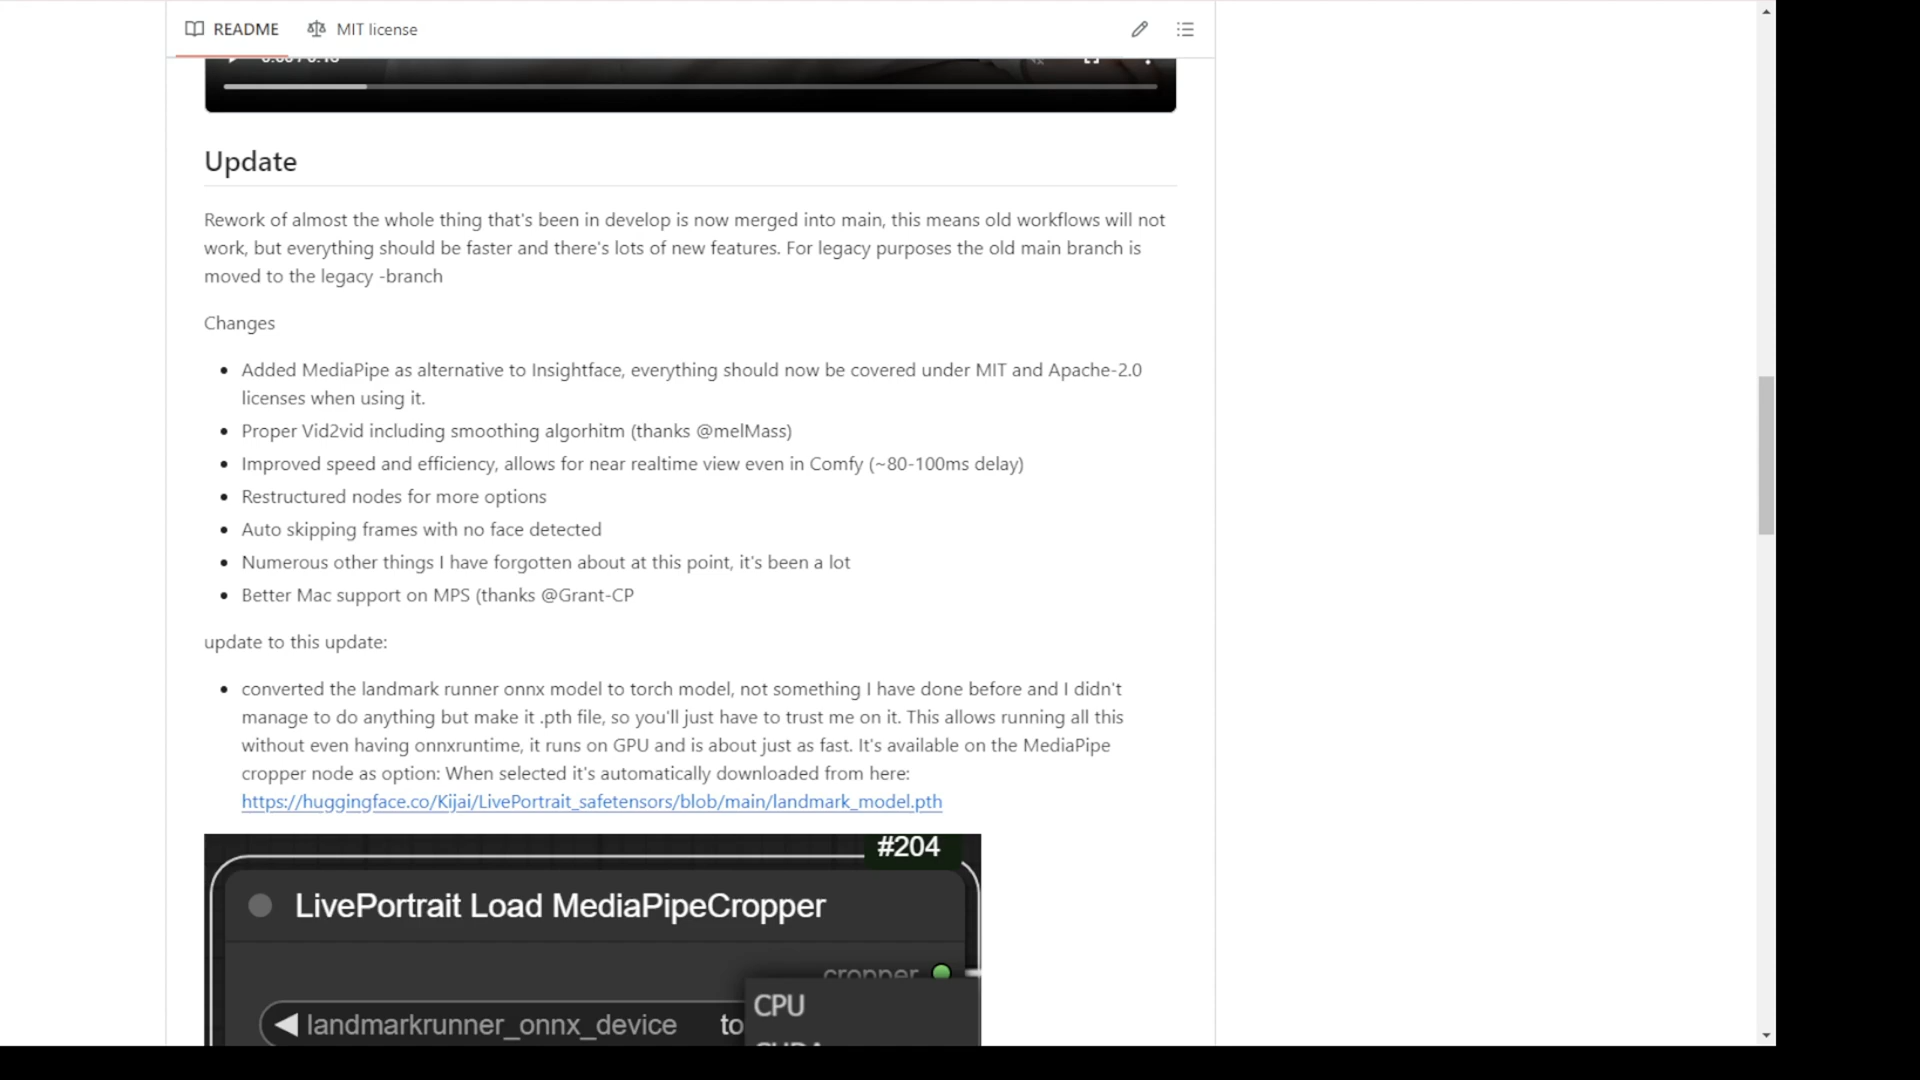 README MIT license
Update
Rework of almost the whole thing that's been in develop is now merged into main, this means old workflows will not
work, but everything should be faster and there's lots of new features. For legacy purposes the old main branch is
moved to the legacy -branch
Changes
Added MediaPipe as alternative to Insightface, everything should now be covered under MIT and Apache-2.0
licenses when using it.
Proper Vid2vid including smoothing algorhitm (thanks @melMass)
Improved speed and efficiency, allows for near realtime view even in Comfy (~80-100ms delay)
Restructured nodes for more options
Auto skipping frames with no face detected
Numerous other things I have forgotten about at this point, it's been a lot
Better Mac support on MPS (thanks @Grant-CP
update to this update:
converted the landmark runner onnx model to torch model, not something I have done before and I didn't
manage to do anything but make it .pth file, so you'll just have to trust me on it. This allows running all this
without even having onnxruntime, it runs on GPU and is about just as fast. It's available on the MediaPipe
cropper node as option: When selected it's automatically downloaded from here:
https://huggingface.co/Kijai/LivePortrait_safetensors/blob/main/landmark_model.pth
#204
LivePortrait Load MediaPipeCropper
cropper
CPU
landmarkrunner_onnx_device to